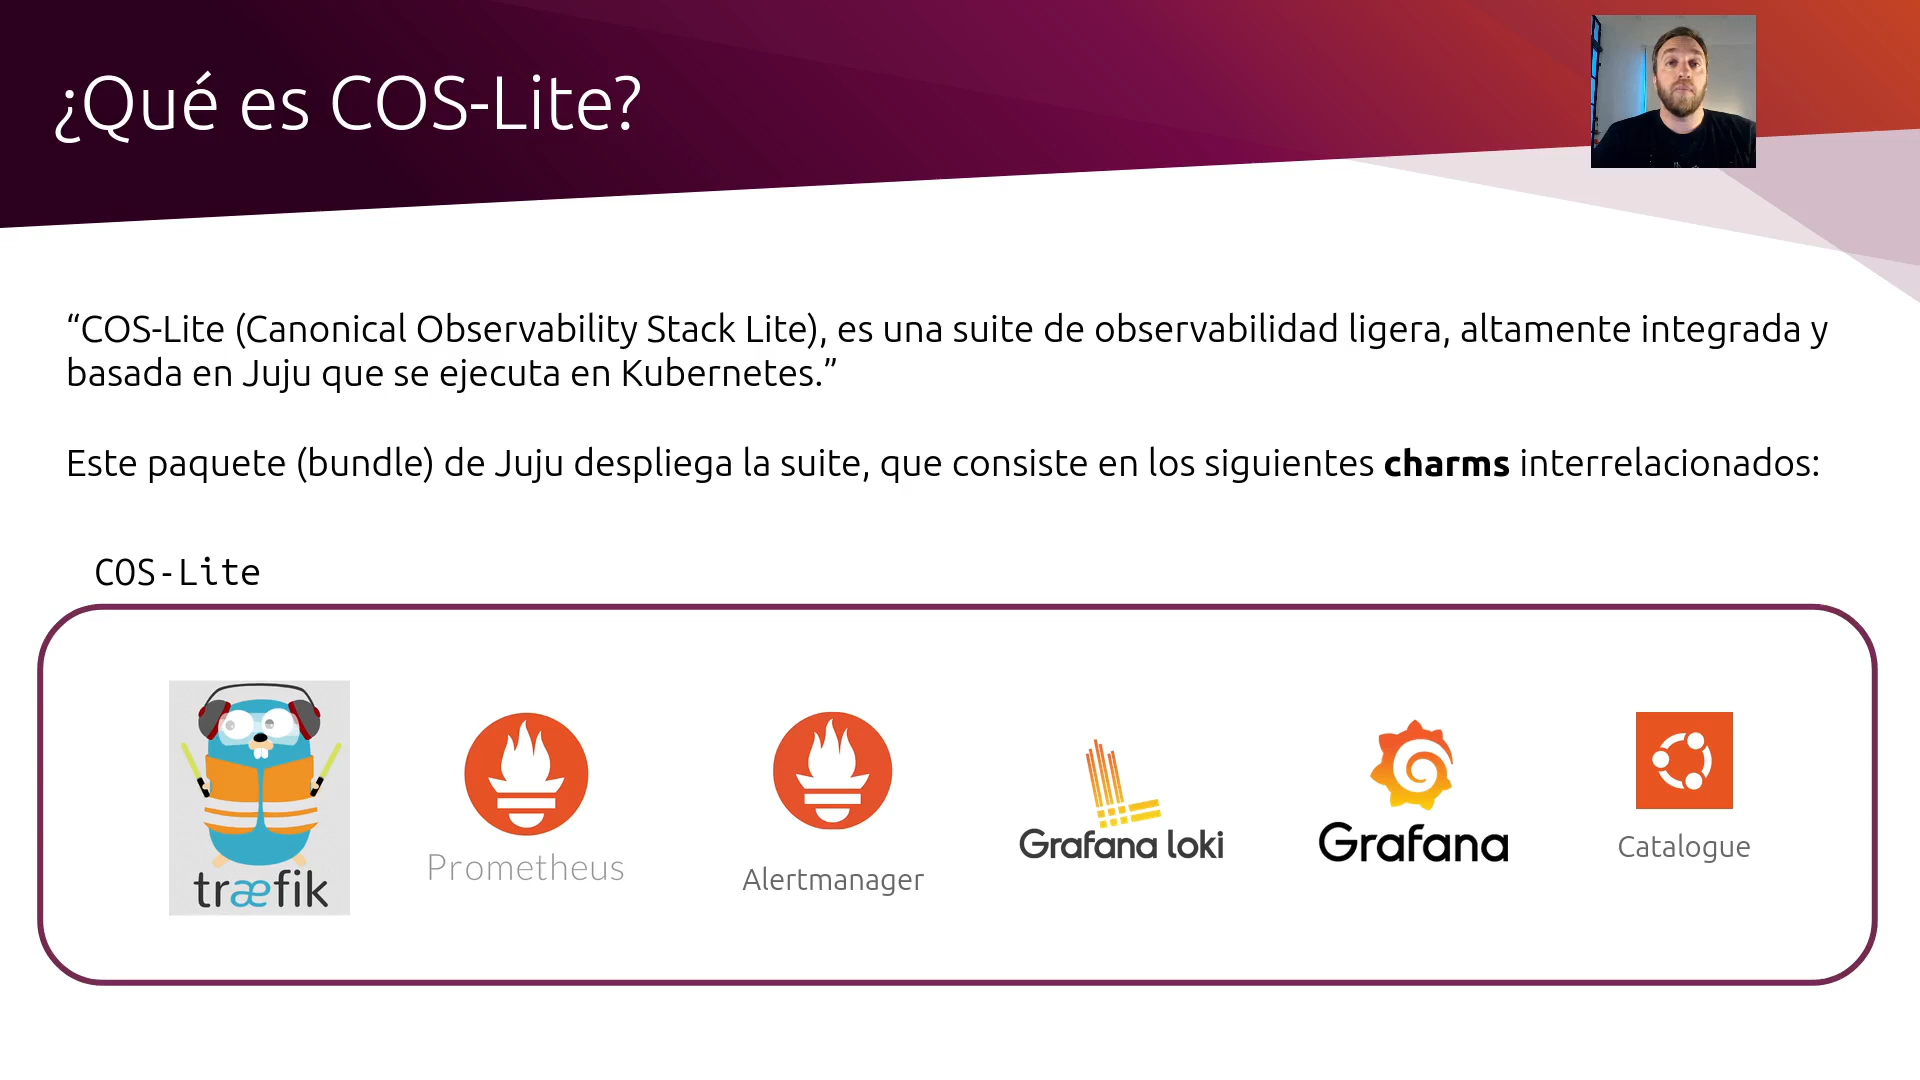 ¿Qué es COS-Lite?
“COS-Lite (Canonical Observability Stack Lite), es una suite de observabilidad ligera, altamente integrada y
basada en Juju que se ejecuta en Kubernetes.”
Este paquete (bundle) de Juju despliega la suite, que consiste en los siguientes charms interrelacionados:
COS-Lite
træfik
Prometheus
Alertmanager
Grafana loki
Grafana
Catalogue